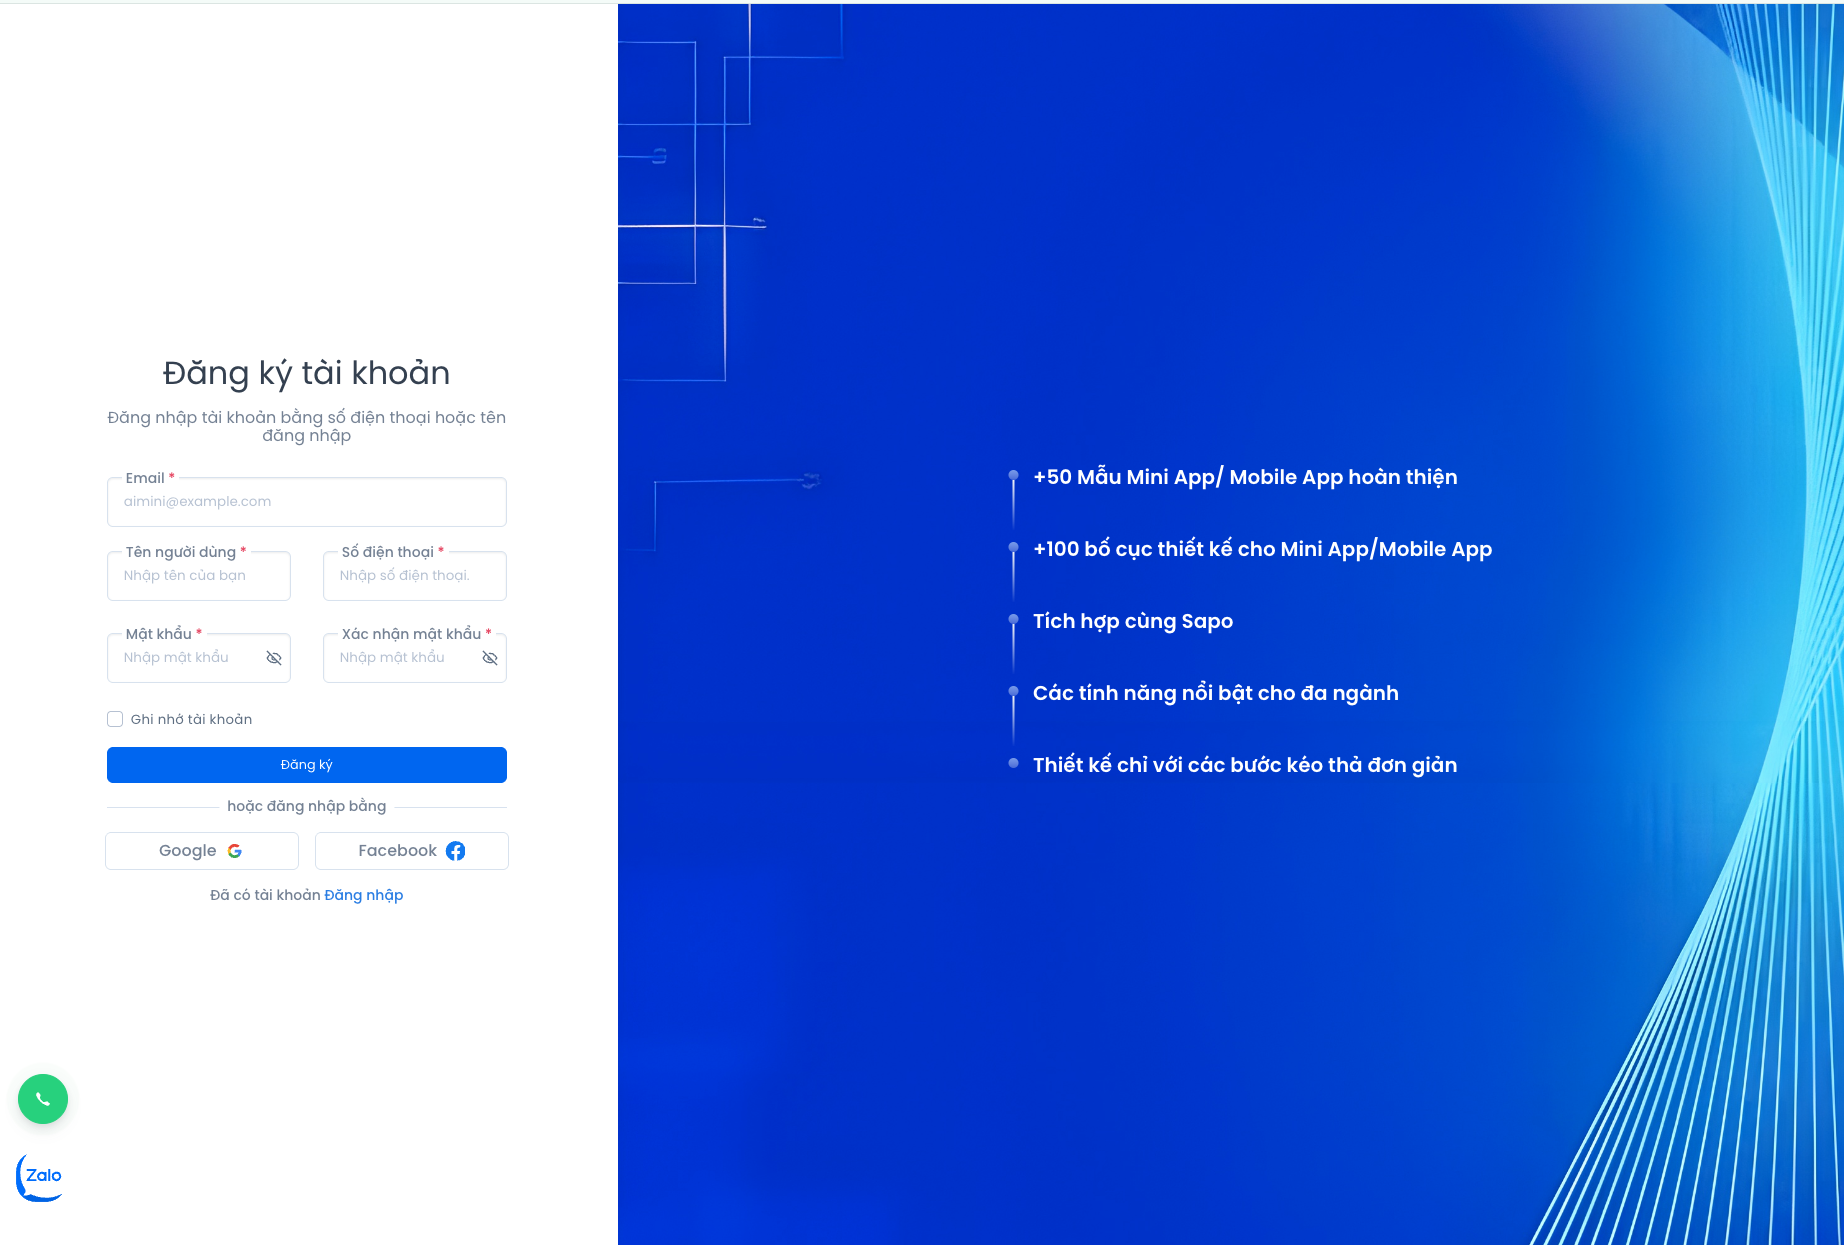 Đăng ký tài khoản
Đăng nhập tài khoản bằng số điện thoại hoặc tên
đăng nhập
Email *
aimini@example.com
Tên người dùng *
Số điện thoại *
Nhập tên của bạn
Nhập số điện thoại.
Mật khẩu *
Xác nhận mật khẩu *
Nhập mật khẩu
Nhập mật khẩu
Ghi nhớ tài khoản
Đăng ký
hoặc đăng nhập bằng
Google
Facebook
Đã có tài khoản Đăng nhập
Zalo
+50 Mẫu Mini App/ Mobile App hoàn thiện
+100 bố cục thiết kế cho Mini App/Mobile App
Tích hợp cùng Sapo
Các tính năng nổi bật cho đa ngành
Thiết kế chỉ với các bước kéo thả đơn giản